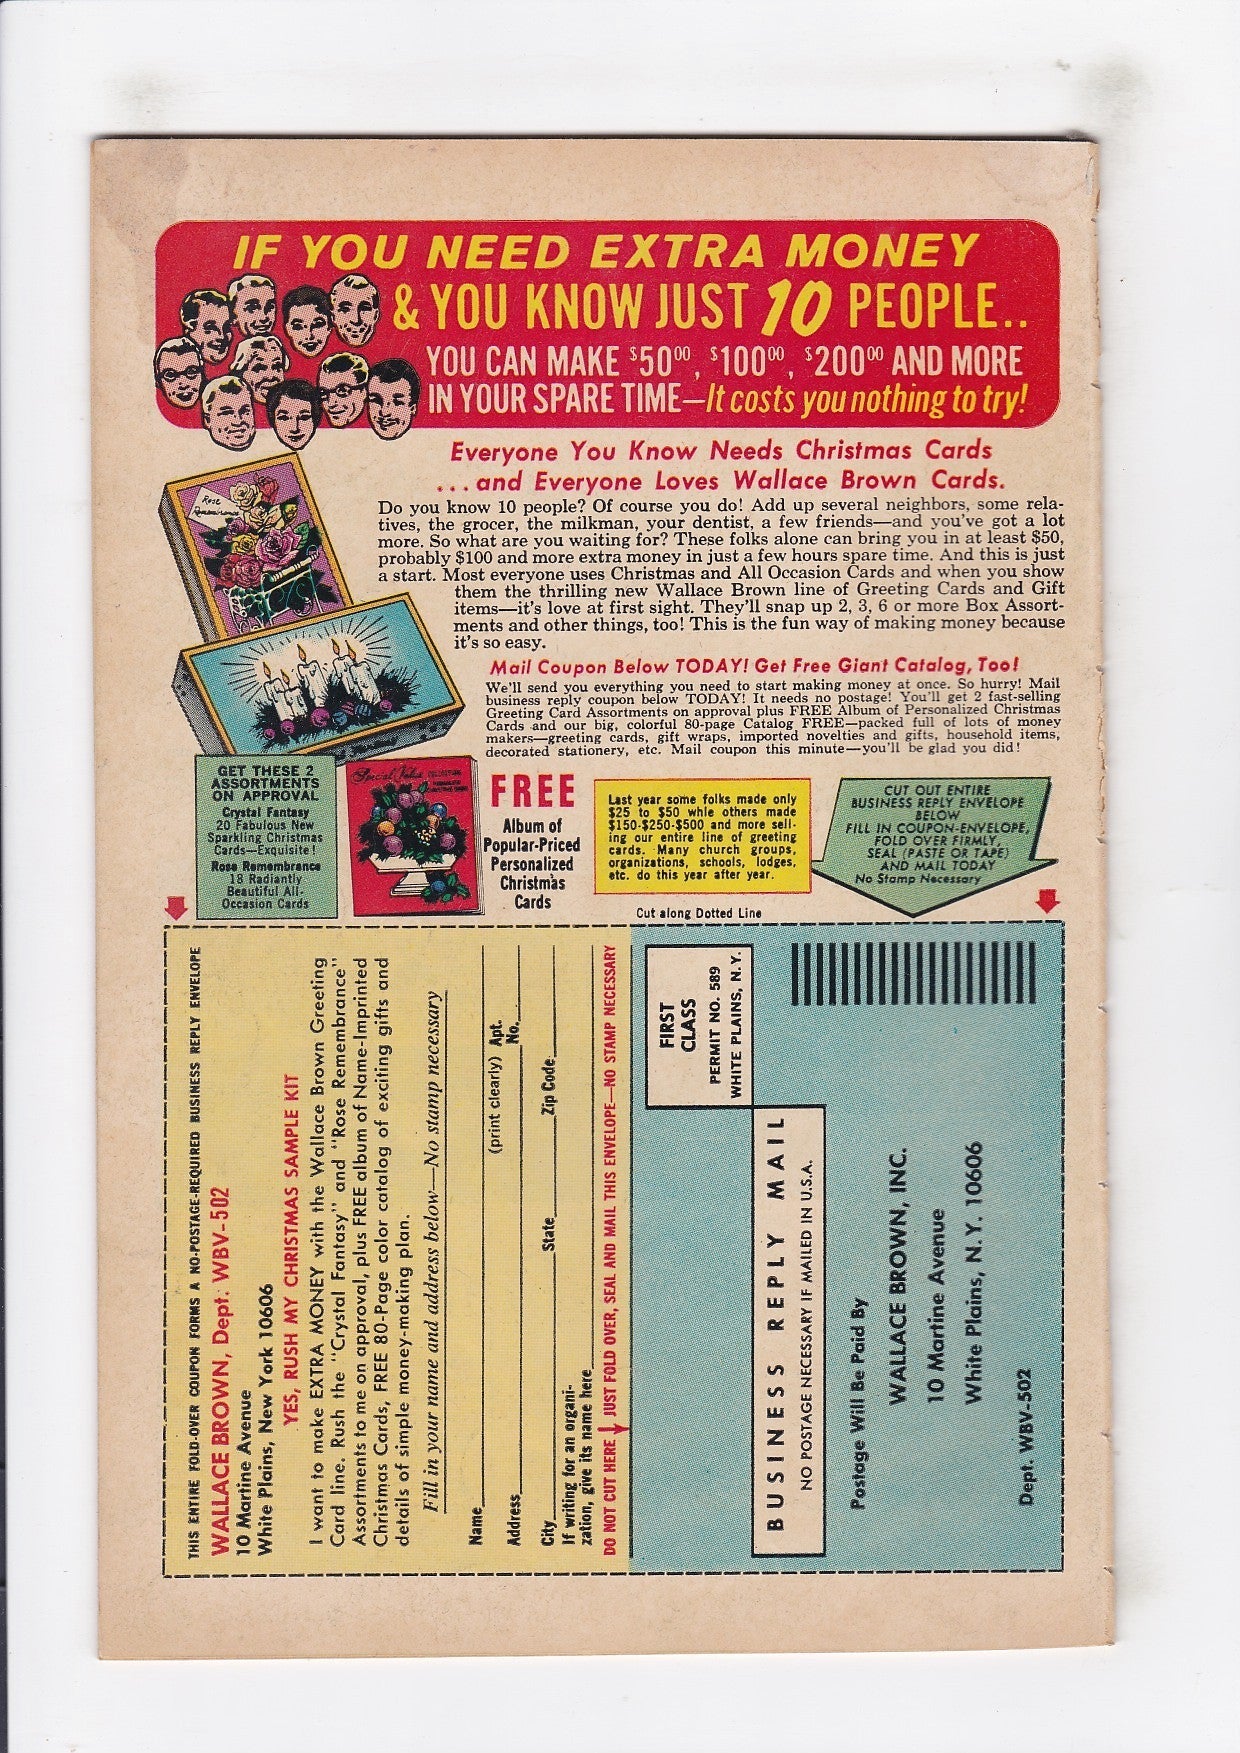 IF YOU NEED EXTRA MONEY
& YOU KNOW JUST 10 PEOPLE..
YOU CAN MAKE $50⁰⁰, $100⁰⁰, $200⁰⁰ AND MORE
IN YOUR SPARE TIME—It costs you nothing to try!
Everyone You Know Needs Christmas Cards
...and Everyone Loves Wallace Brown Cards.
Do you know 10 people? Of course you do! Add up several neighbors, some rela-
tives, the grocer, the milkman, your dentist, a few friends—and you've got a lot
more. So what are you waiting for? These folks alone can bring you in at least $50,
probably $100 and more extra money in just a few hours spare time. And this is just
a start. Most everyone uses Christmas and All Occasion Cards and when you show
them the thrilling new Wallace Brown line of Greeting Cards and Gift
items—it's love at first sight. They'll snap up 2, 3, 6 or more Box Assort-
ments and other things, too! This is the fun way of making money because
it's so easy.
Rose
Remembrance
Mail Coupon Below TODAY! Get Free Giant Catalog, Too!
We'll send you everything you need to start making money at once. So hurry! Mail
business reply coupon below TODAY! It needs no postage! You'll get 2 fast-selling
Greeting Card Assortments on approval plus FREE Album of Personalized Christmas
Cards and our big, colorful 80-page Catalog FREE—packed full of lots of money
makers—greeting cards, gift wraps, imported novelties and gifts, household items,
decorated stationery, etc. Mail coupon this minute—you'll be glad you did!
GET THESE 2
ASSORTMENTS
ON APPROVAL
Crystal Fantasy
20 Fabulous New
Sparkling Christmas
Cards—Exquisite!
Rose Remembrance
18 Radiantly
Beautiful All-
Occasion Cards
Special Value
FREE
Album of
Popular-Priced
Personalized
Christmas
Cards
Last year some folks made only
$25 to $50 whle others made
$150-$250-$500 and more sell-
ing our entire line of greeting
cards. Many church groups,
organizations, schools, lodges,
etc. do this year after year.
CUT OUT ENTIRE
BUSINESS REPLY ENVELOPE
BELOW
FILL IN COUPON-ENVELOPE,
FOLD OVER FIRMLY,
SEAL (PASTE OR TAPE)
AND MAIL TODAY
No Stamp Necessary
Cut along Dotted Line
THIS ENTIRE FOLD-OVER COUPON FORMS A NO-POSTAGE-REQUIRED BUSINESS REPLY ENVELOPE
WALLACE BROWN, Dept. WBV-502
10 Martine Avenue
White Plains, New York 10606
YES, RUSH MY CHRISTMAS SAMPLE KIT
I want to make EXTRA MONEY with the Wallace Brown Greeting
Card line. Rush the "Crystal Fantasy" and "Rose Remembrance"
Assortments to me on approval, plus FREE album of Name-Imprinted
Christmas Cards, FREE 80-Page color catalog of exciting gifts and
details of simple money-making plan.
Fill in your name and address below—No stamp necessary
Name
(print clearly) Apt.
Address No.
City State Zip Code
If writing for an organi-
zation, give its name here
DO NOT CUT HERE JUST FOLD OVER, SEAL AND MAIL THIS ENVELOPE—NO STAMP NECESSARY
FIRST
CLASS
PERMIT NO. 589
WHITE PLAINS, N.Y.
BUSINESS REPLY MAIL
NO POSTAGE NECESSARY IF MAILED IN U.S.A.
Postage Will Be Paid By
WALLACE BROWN, INC.
10 Martine Avenue
White Plains, N.Y. 10606
Dept. WBV-502